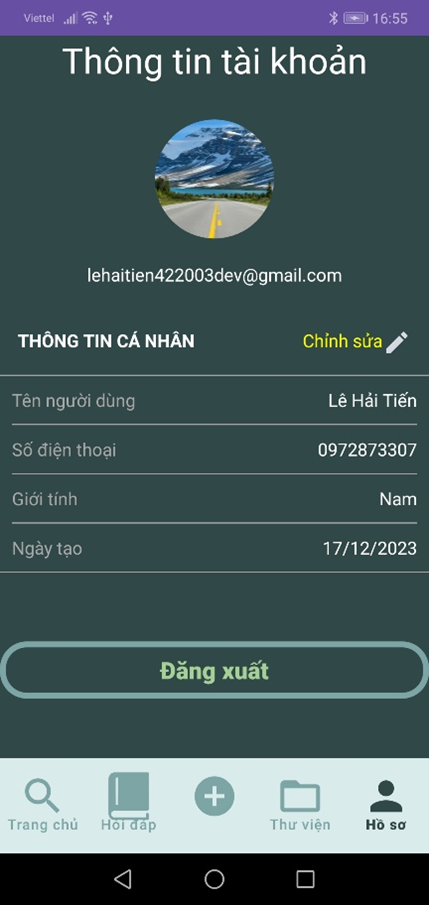 Viettel 16:55
Thông tin tài khoản
lehaitien422003dev@gmail.com
THÔNG TIN CÁ NHÂN Chỉnh sửa
Tên người dùng Lê Hải Tiến
Số điện thoại 0972873307
Giới tính Nam
Ngày tạo 17/12/2023
Đăng xuất
Trang chủ Hỏi đáp Thư viện Hồ sơ